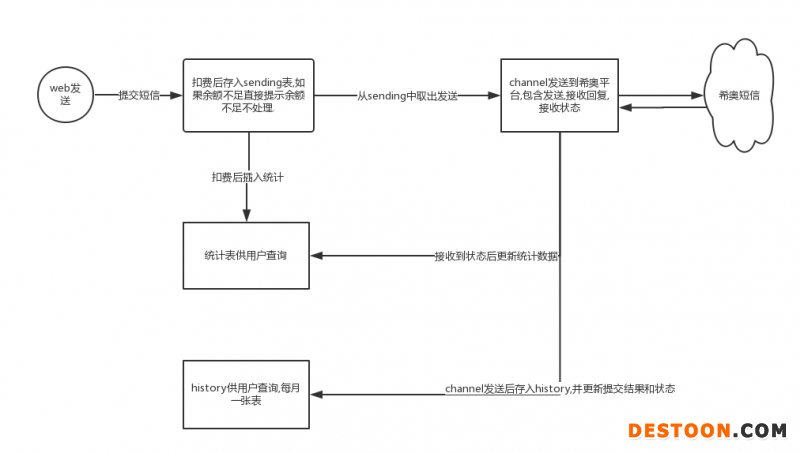 web发
送
提交短信
扣费后存入sending表,如
果余额不足直接提示余额
不足不处理.
从sending中取出发送
channel发送到希奥平
台,包含发送,接收回复,
接收状态
希奥短信
扣费后插入统计
统计表供用户查询
接收到状态后更新统计数据
history供用户查询,每月
一张表
channel发送后存入history,并更新提交结果和状态
DESTOON.COM